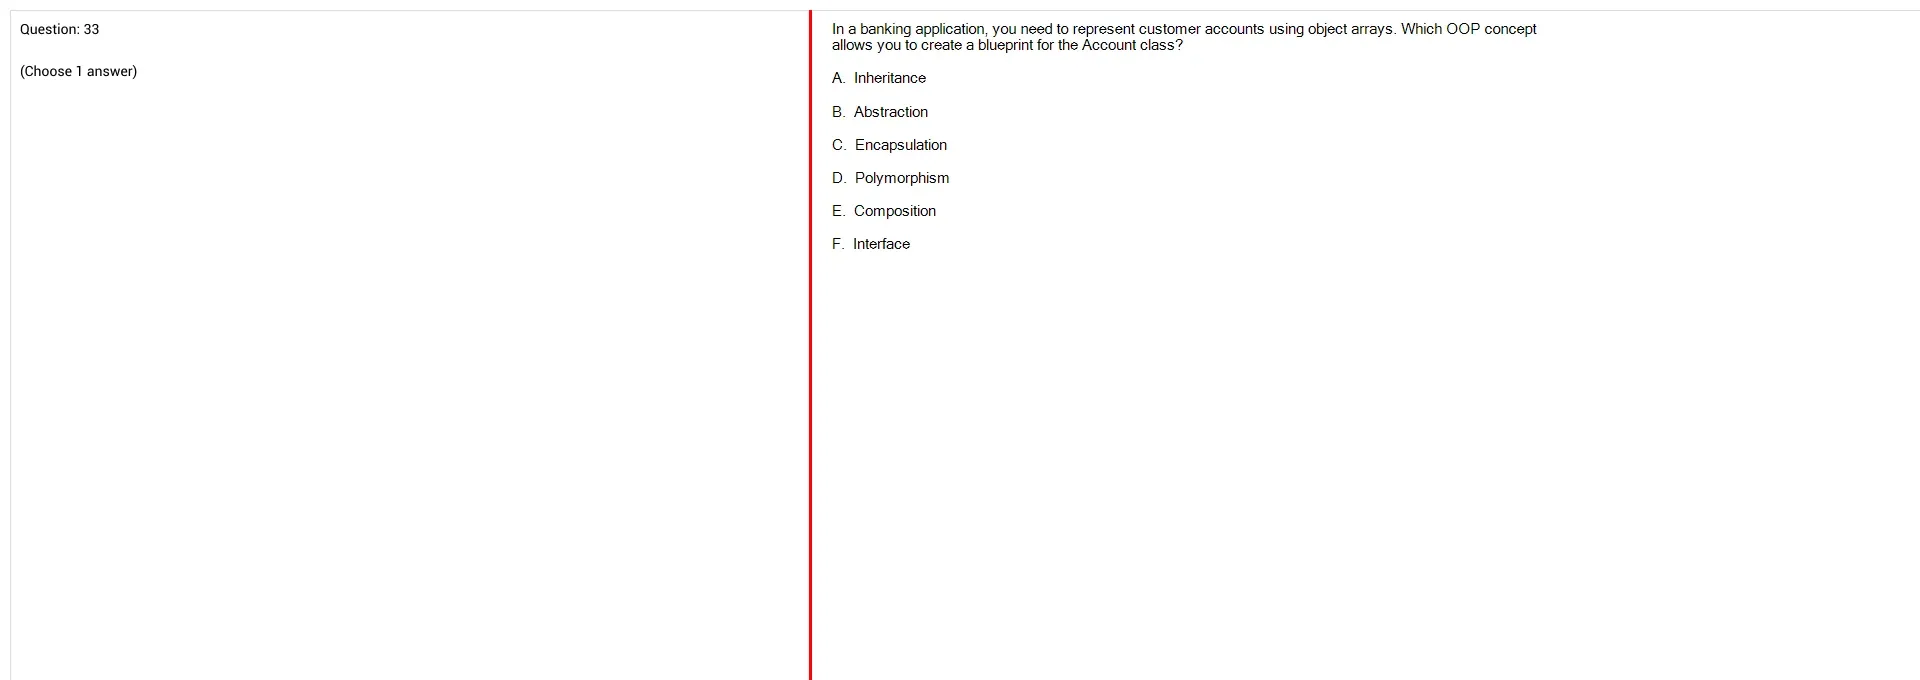 Question: 33
(Choose 1 answer)
In a banking application, you need to represent customer accounts using object arrays. Which OOP concept
allows you to create a blueprint for the Account class?
A. Inheritance
B. Abstraction
C. Encapsulation
D. Polymorphism
E. Composition
F. Interface